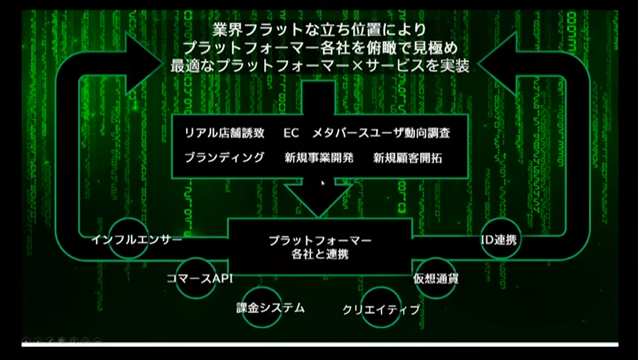 業界フラットな立ち位置により
プラットフォーマー各社を俯瞰で見極め
最適なプラットフォーマー×サービスを実装
リアル店舗誘致 EC メタバースユーザ動向調査
ブランディング 新規事業開発 新規顧客開拓
プラットフォーマー
各社と連携
インフルエンサー
ID連携
コマースAPI
仮想通貨
課金システム
クリエイティブ